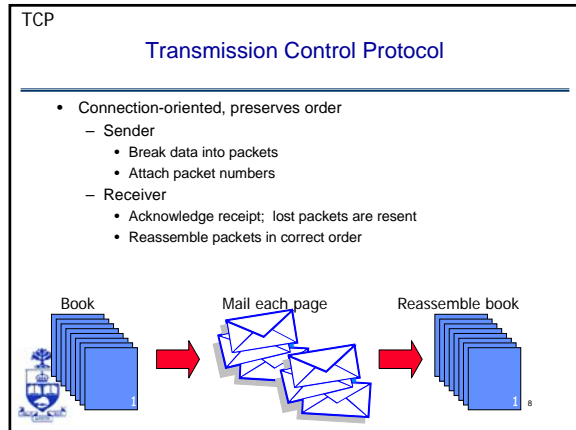 TCP
Transmission Control Protocol
• Connection-oriented, preserves order
– Sender
• Break data into packets
• Attach packet numbers
– Receiver
• Acknowledge receipt; lost packets are resent
• Reassemble packets in correct order
Book
Mail each page
Reassemble book
1
1
8